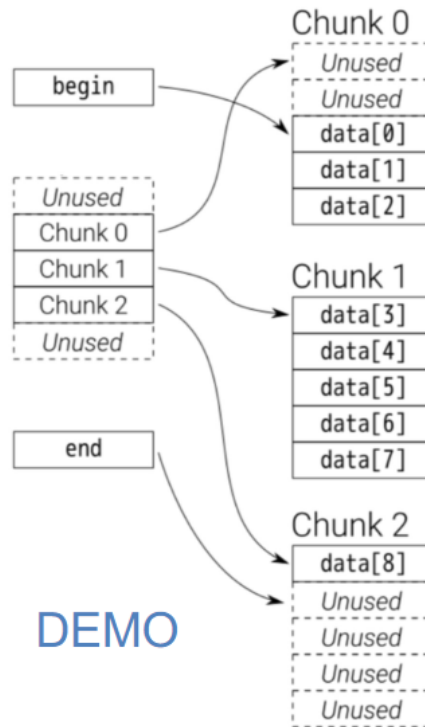 begin
Unused
Chunk 0
Chunk 1
Chunk 2
Unused
end
DEMO
Chunk 0
Unused
Unused
data[0]
data[1]
data[2]
Chunk 1
data[3]
data[4]
data[5]
data[6]
data[7]
Chunk 2
data[8]
Unused
Unused
Unused
Unused